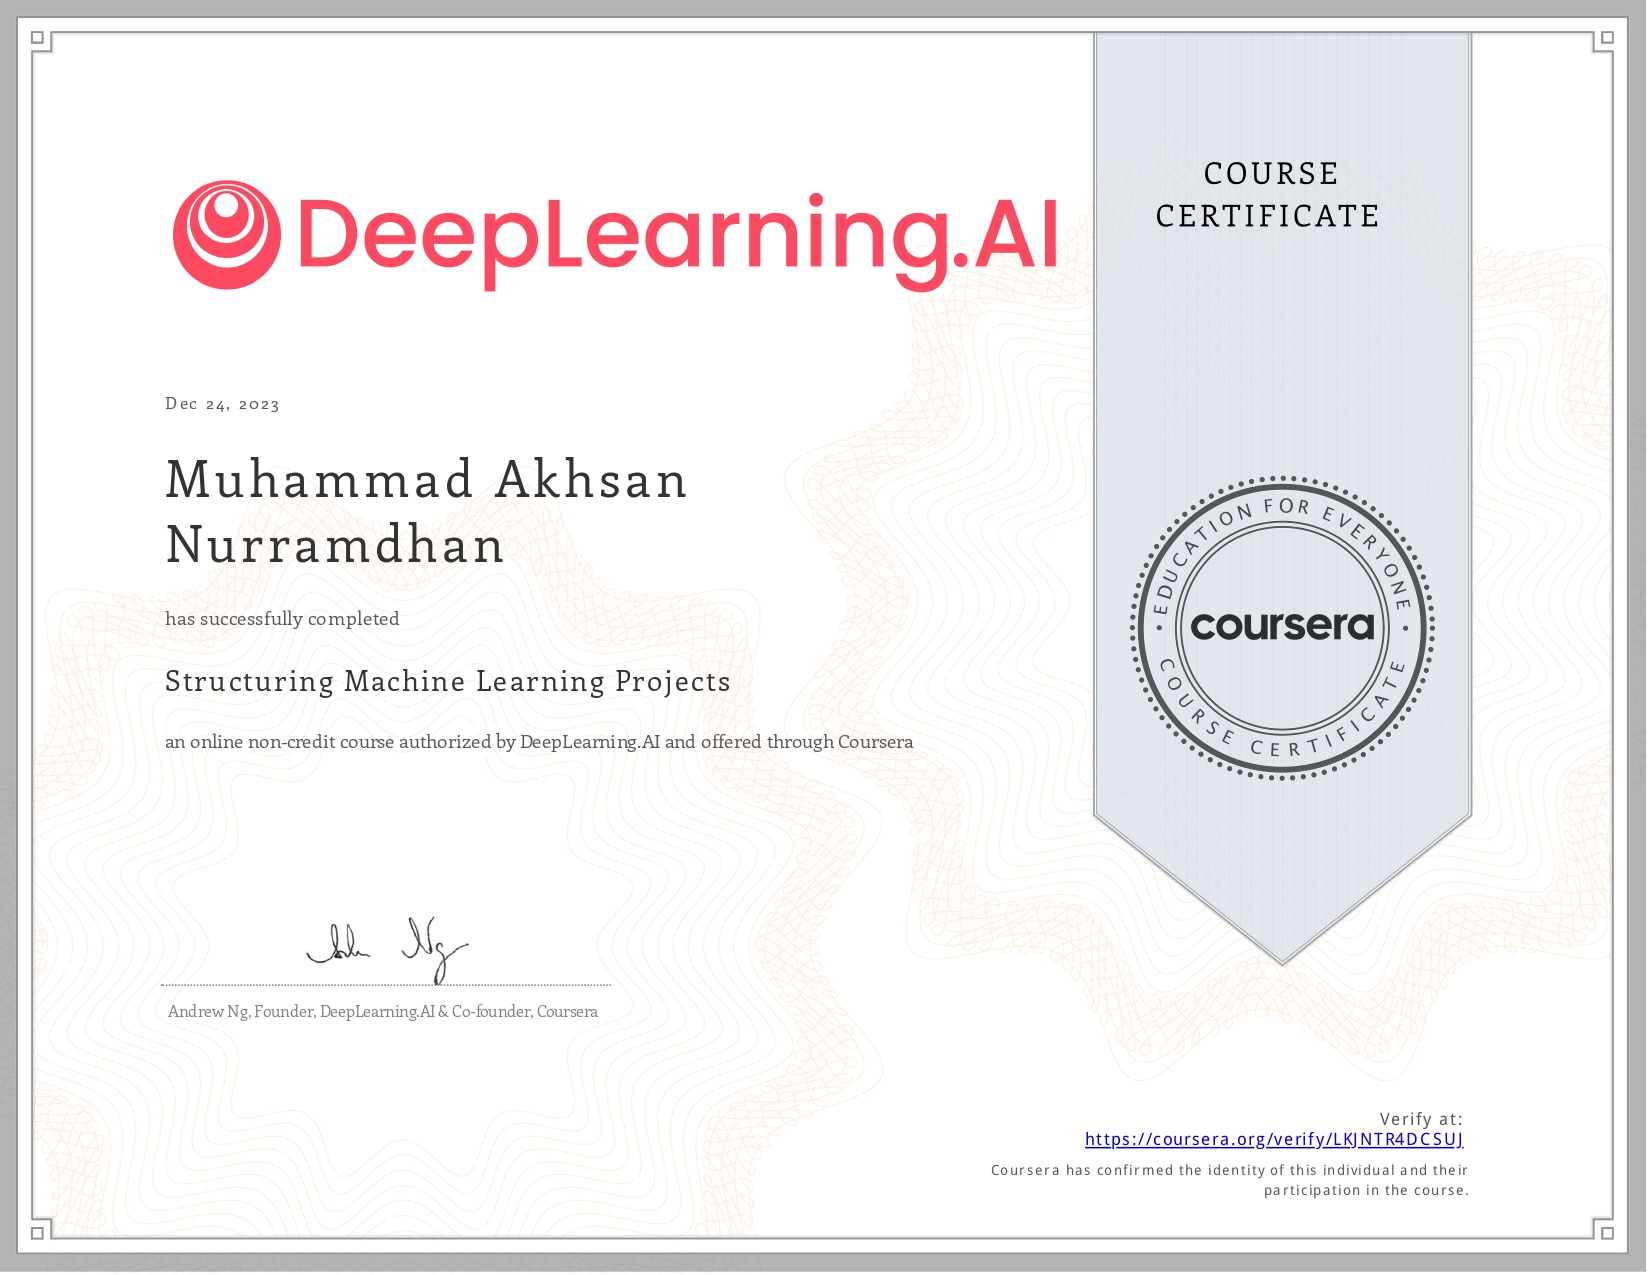 DeepLearning.AI
COURSE
CERTIFICATE
Dec 24, 2023
Muhammad Akhsan
Nurramdhan
has successfully completed
Structuring Machine Learning Projects
an online non-credit course authorized by DeepLearning.AI and offered through Coursera
EDUCATION FOR EVERYONE
coursera
COURSE CERTIFICATE
Andrew Ng, Founder, DeepLearning.AI & Co-founder, Coursera
Verify at:
https://coursera.org/verify/LKJNTR4DCSUJ
Coursera has confirmed the identity of this individual and their
participation in the course.